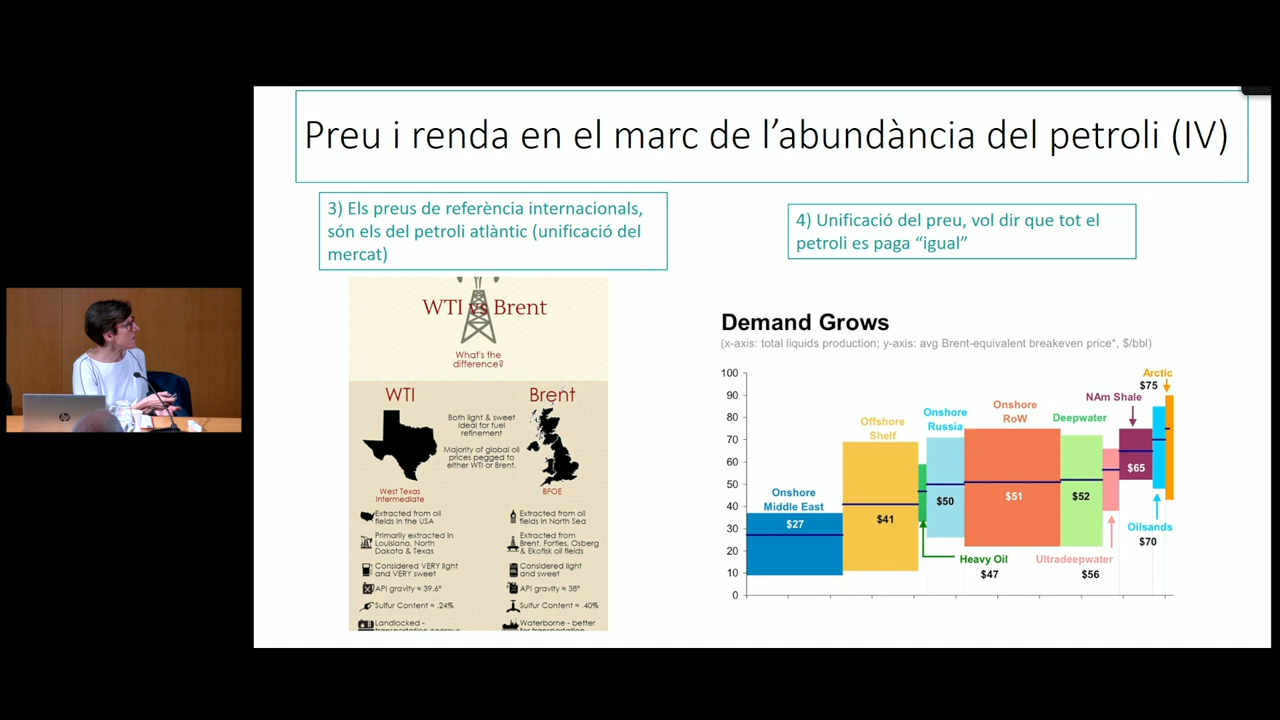 Preu i renda en el marc de l’abundància del petroli (IV)
3) Els preus de referència internacionals,
són els del petroli atlàntic (unificació del
mercat)
4) Unificació del preu, vol dir que tot el
petroli es paga “igual”
WTI vs Brent
What's the
difference?
WTI
Brent
Both light & sweet
Ideal for fuel
refinement
Majority of global oil
prices pegged to
either WTI or Brent.
West Texas
Intermediate
BFOE
Extracted from oil
fields in the USA
Extracted from oil
fields in North Sea
Primarily extracted in
Louisina, North
Dakota & Texas
Extracted from
Brent, Forties, Osberg
& Ekofisk oil fields
Considered VERY light
and VERY sweet
Considered light
and sweet
API gravity ≈ 39.6°
API gravity ≈ 38°
Sulfur Content ≈ .24%
Sulfur Content ≈ .40%
Landlocked -
Waterborne - better
for transportation
Demand Grows
(x-axis: total liquids production; y-axis: avg Brent-equivalent breakeven price*, $/bbl)
100
90
80
70
60
50
40
30
20
10
0
Onshore
Middle East
$27
Offshore
Shelf
$41
Heavy Oil
$47
Onshore
Russia
$50
Onshore
RoW
$51
Deepwater
$52
Ultradeepwater
$56
NAm Shale
$65
Oilsands
$70
Arctic
$75
hp